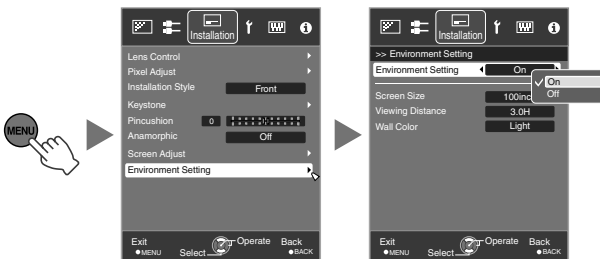 MENU
Installation
Lens Control
Pixel Adjust
Installation Style Front
Keystone
Pincushion 0
Anamorphic Off
Screen Adjust
Environment Setting
Exit
MENU
Select
Operate
Back
BACK
Installation
>> Environment Setting
Environment Setting On
On
Off
Screen Size 100inc
Viewing Distance 3.0H
Wall Color Light
Exit
MENU
Select
Operate
Back
BACK